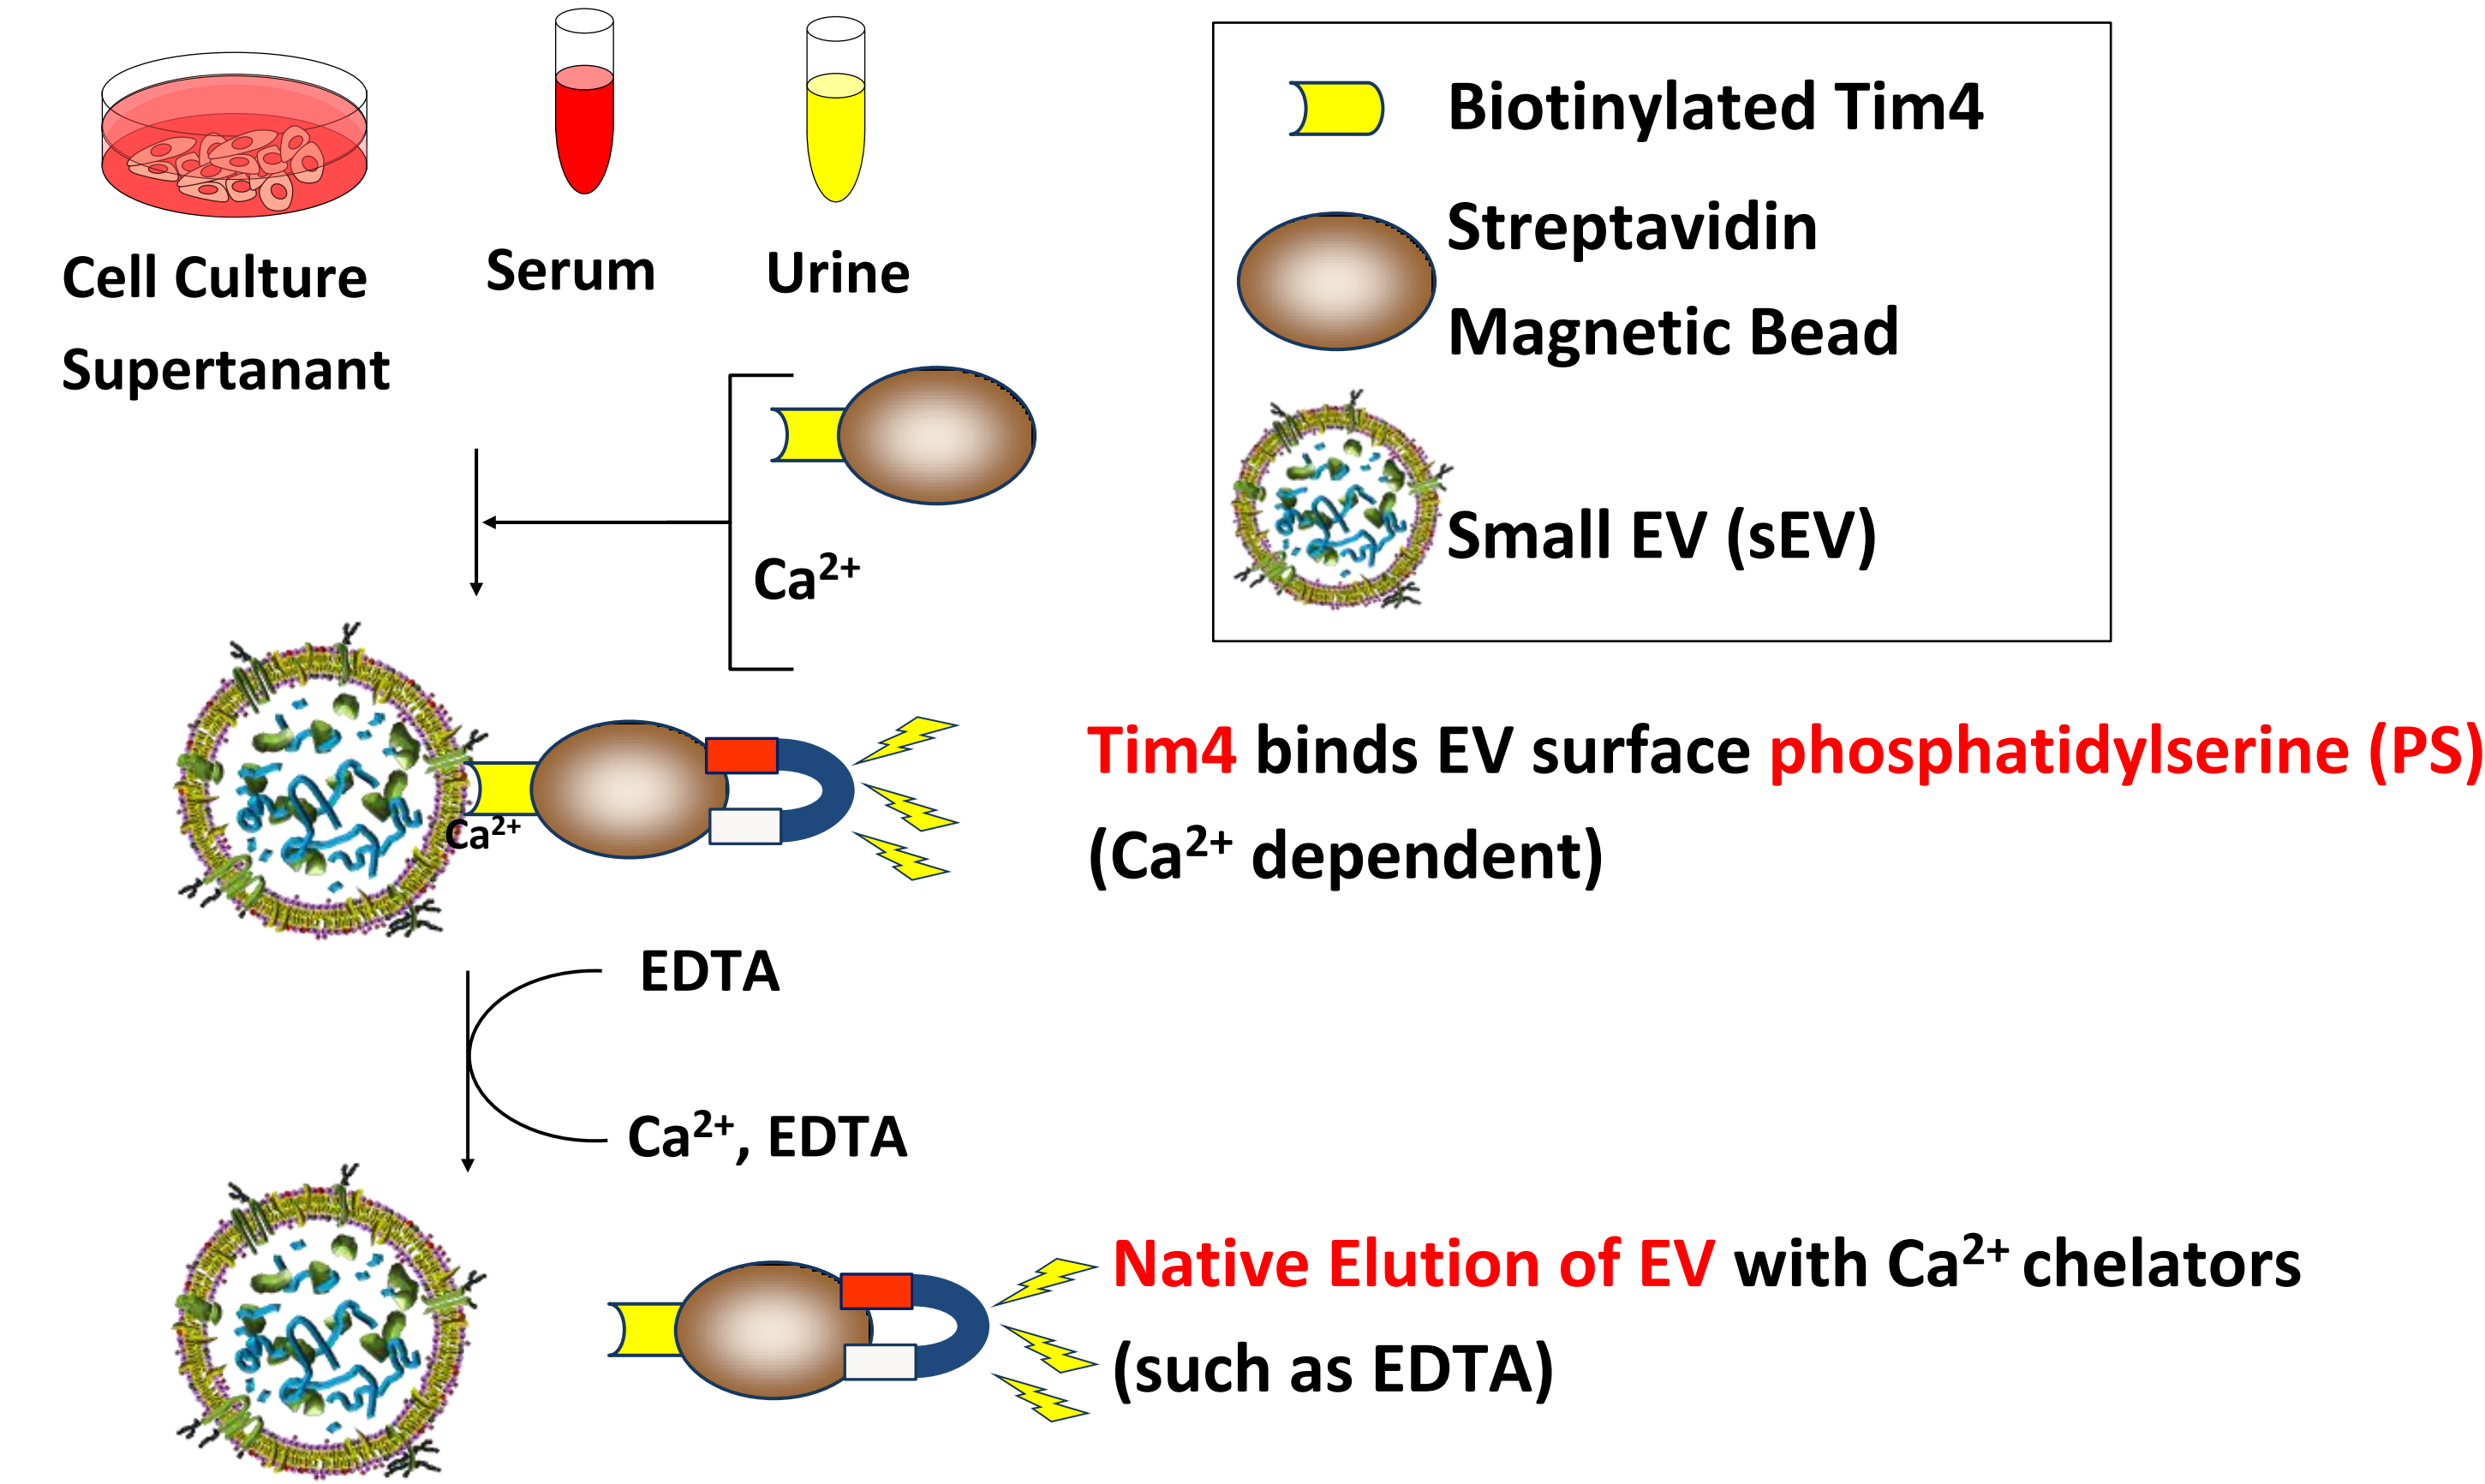 Cell Culture
Supertanant
Serum
Urine
Biotinylated Tim4
Streptavidin
Magnetic Bead
Small EV (sEV)
Ca²⁺
Ca²⁺
Tim4 binds EV surface phosphatidylserine (PS)
(Ca²⁺ dependent)
EDTA
Ca²⁺, EDTA
Native Elution of EV with Ca²⁺ chelators
(such as EDTA)